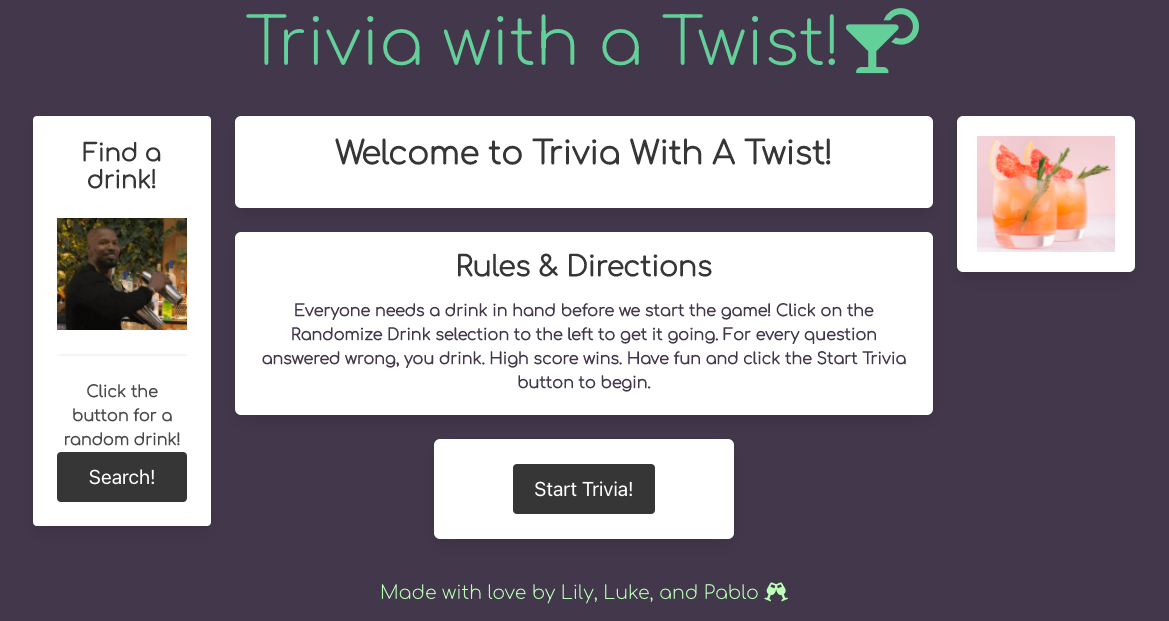 Trivia with a Twist!
Find a
drink!
Click the
button for a
random drink!
Search!
Welcome to Trivia With A Twist!
Rules & Directions
Everyone needs a drink in hand before we start the game! Click on the
Randomize Drink selection to the left to get it going. For every question
answered wrong, you drink. High score wins. Have fun and click the Start Trivia
button to begin.
Start Trivia!
Made with love by Lily, Luke, and Pablo